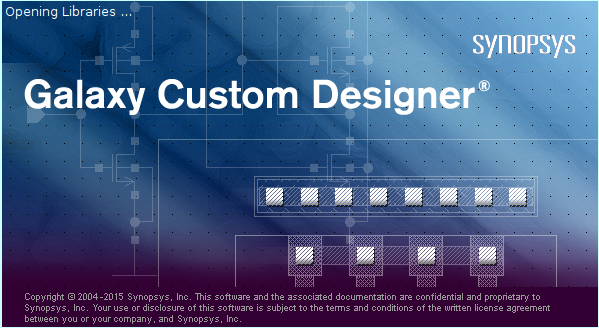 Opening Libraries ...
SYNOPSYS
Galaxy Custom Designer®
Copyright © 2004-2015 Synopsys, Inc. This software and the associated documentation are confidential and proprietary to
Synopsys, Inc. Your use or disclosure of this software is subject to the terms and conditions of the written license agreement
between you or your company, and Synopsys, Inc.